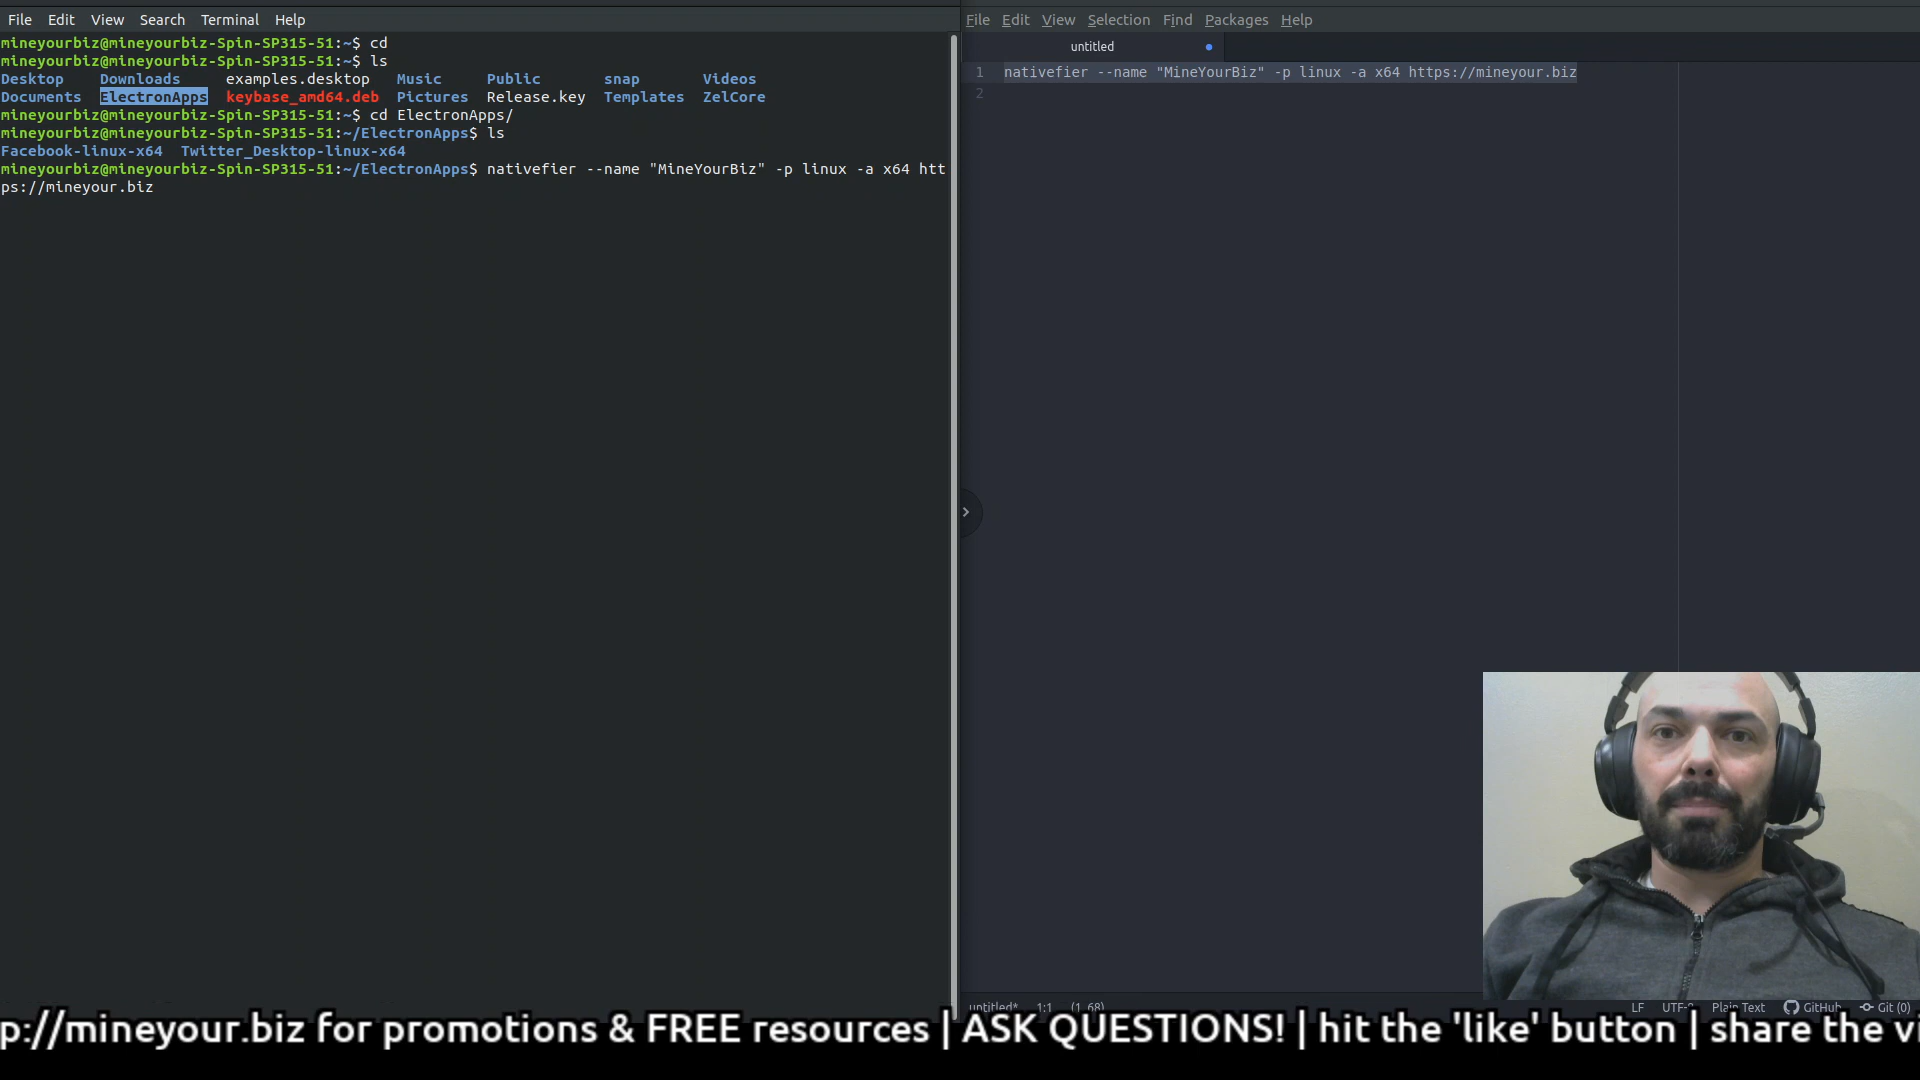 File Edit View Search Terminal Help
mineyourbiz@mineyourbiz-Spin-SP315-51:~$ cd
mineyourbiz@mineyourbiz-Spin-SP315-51:~$ ls
Desktop Downloads examples.desktop Music Public snap Videos
Documents ElectronApps keybase_amd64.deb Pictures Release.key Templates ZelCore
mineyourbiz@mineyourbiz-Spin-SP315-51:~$ cd ElectronApps/
mineyourbiz@mineyourbiz-Spin-SP315-51:~/ElectronApps$ ls
Facebook-linux-x64 Twitter_Desktop-linux-x64
mineyourbiz@mineyourbiz-Spin-SP315-51:~/ElectronApps$ nativefier --name "MineYourBiz" -p linux -a x64 htt
ps://mineyour.biz
File Edit View Selection Find Packages Help
untitled
1 nativefier --name "MineYourBiz" -p linux -a x64 https://mineyour.biz
2
untitled* 1:1 (1, 68)
LF UTF-8 Plain Text GitHub Git (0)
p://mineyour.biz for promotions & FREE resources | ASK QUESTIONS! | hit the 'like' button | share the vi